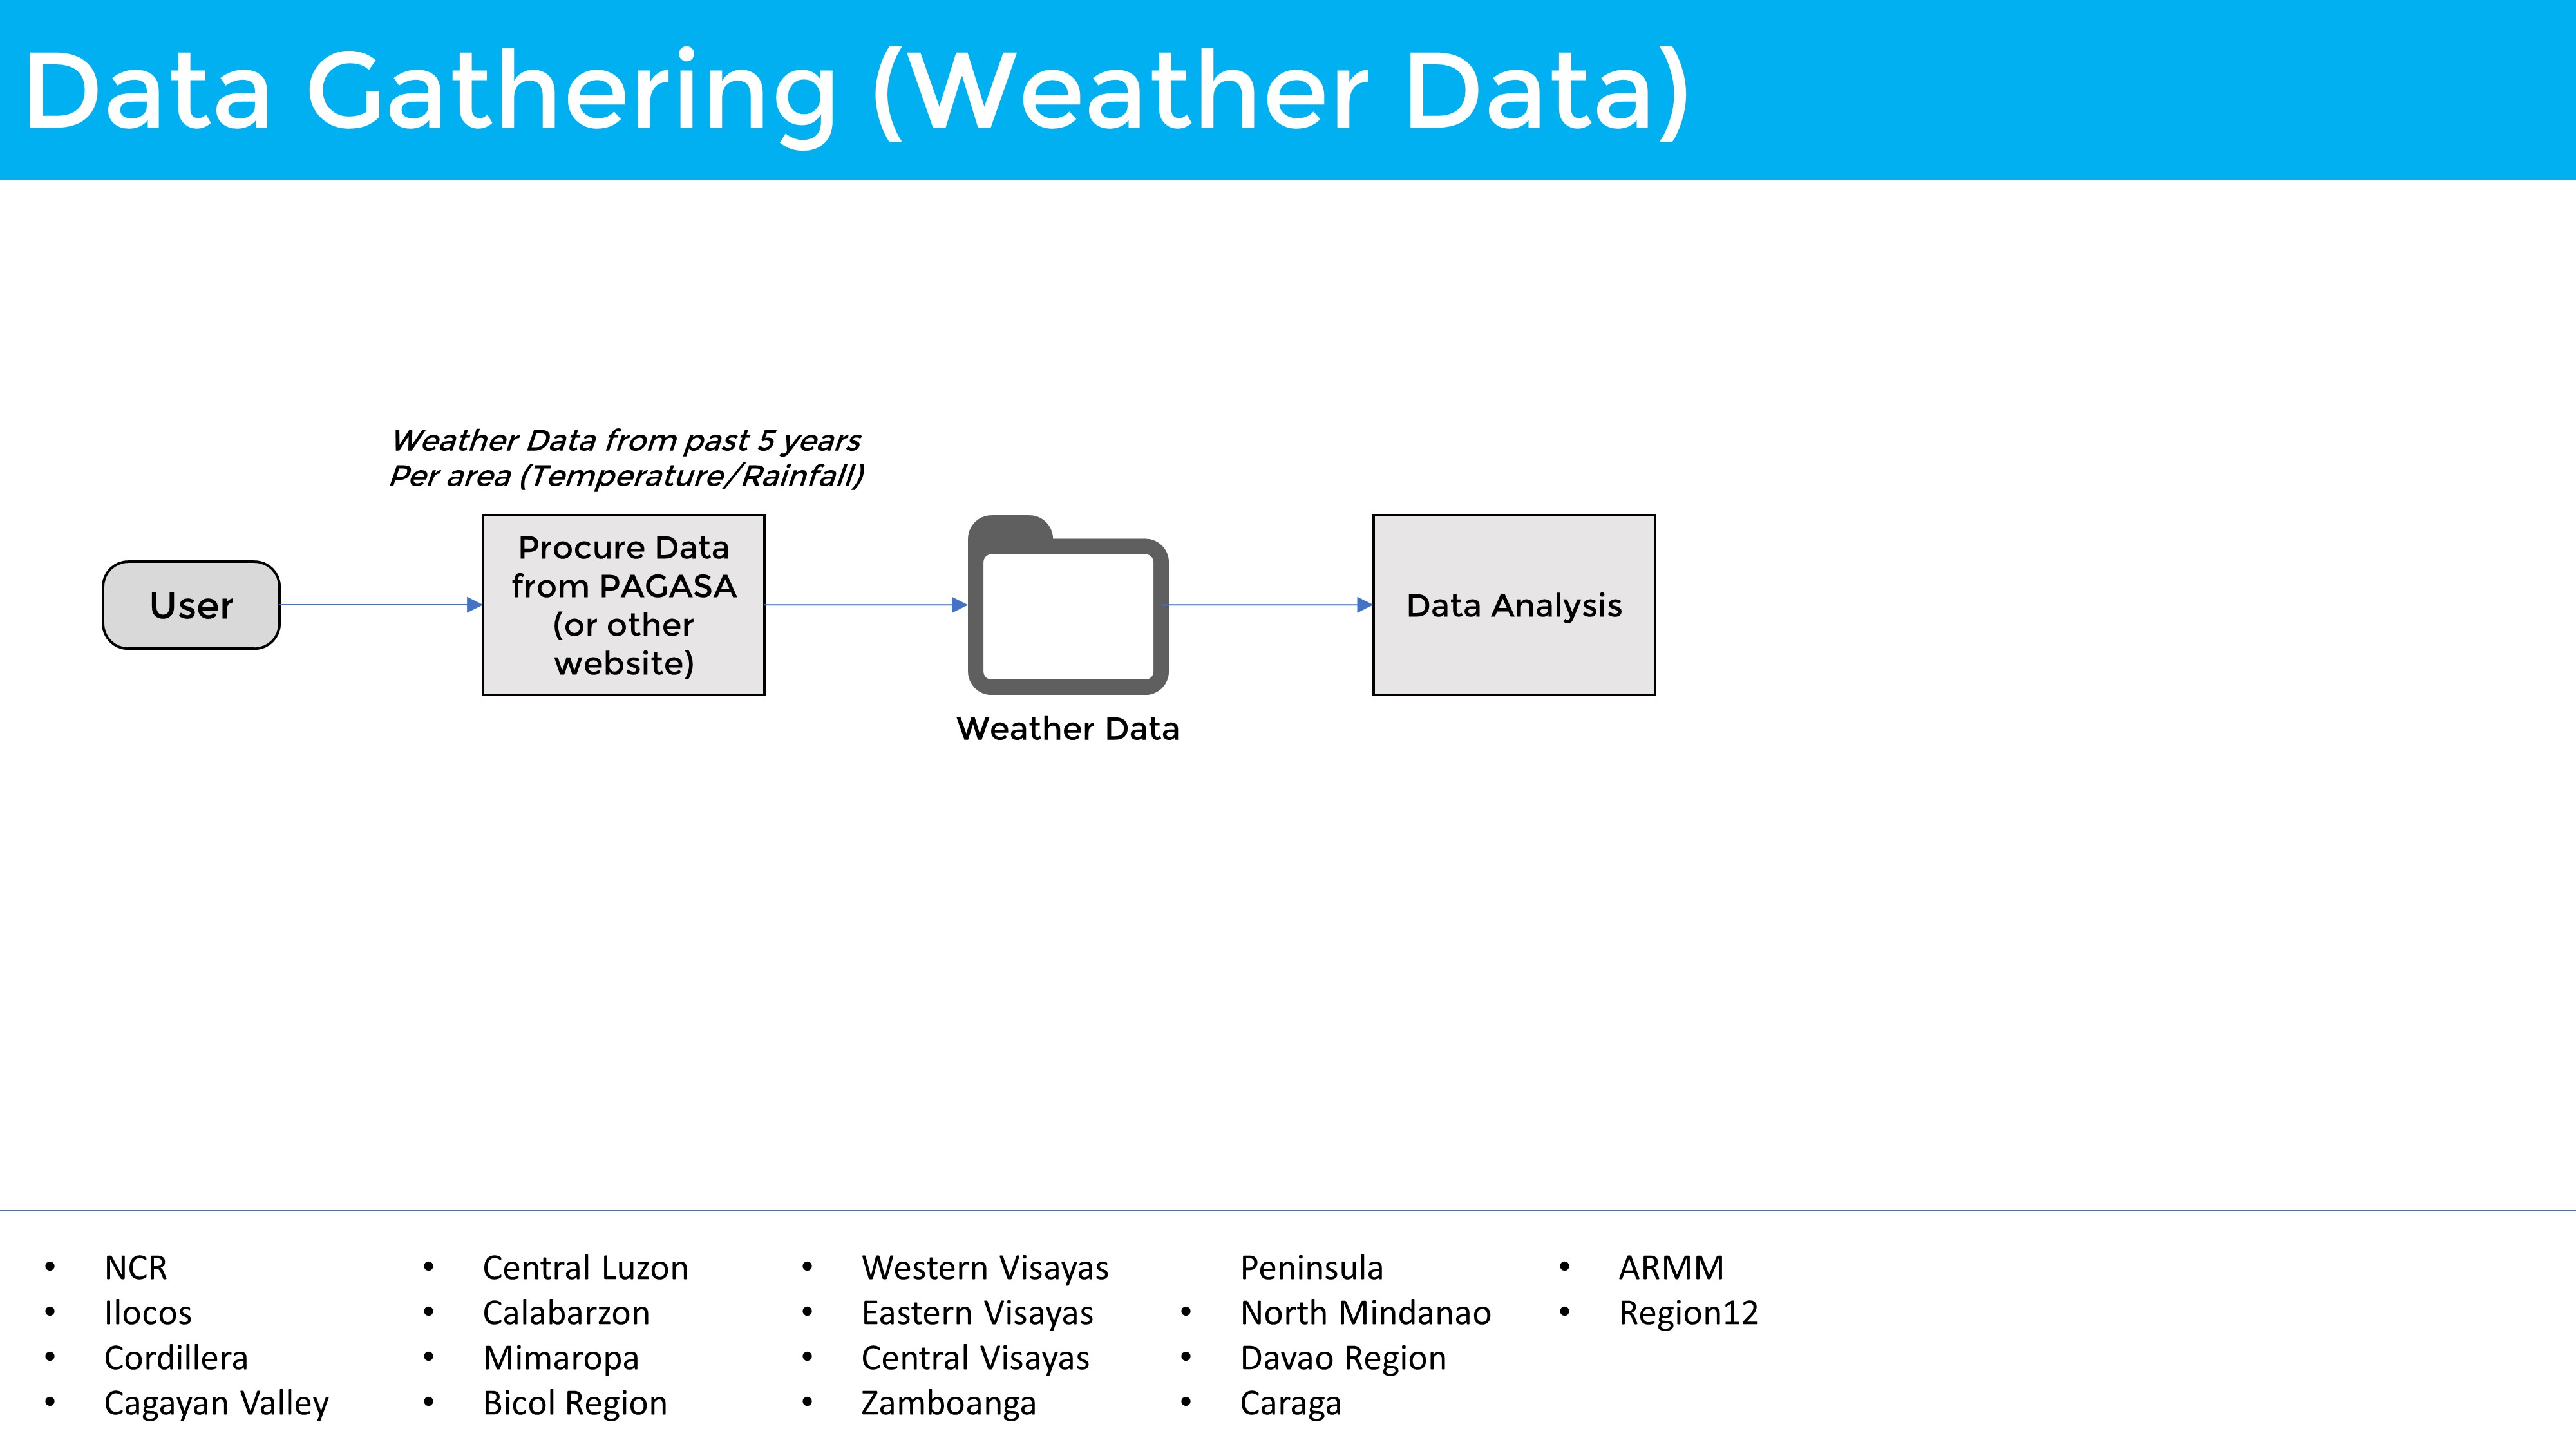 Data Gathering (Weather Data)
Weather Data from past 5 years
Per area (Temperature/Rainfall)
User
Procure Data
from PAGASA
(or other
website)
Weather Data
Data Analysis
• NCR
• Ilocos
• Cordillera
• Cagayan Valley
• Central Luzon
• Calabarzon
• Mimaropa
• Bicol Region
• Western Visayas
• Eastern Visayas
• Central Visayas
• Zamboanga
Peninsula
• North Mindanao
• Davao Region
• Caraga
• ARMM
• Region12